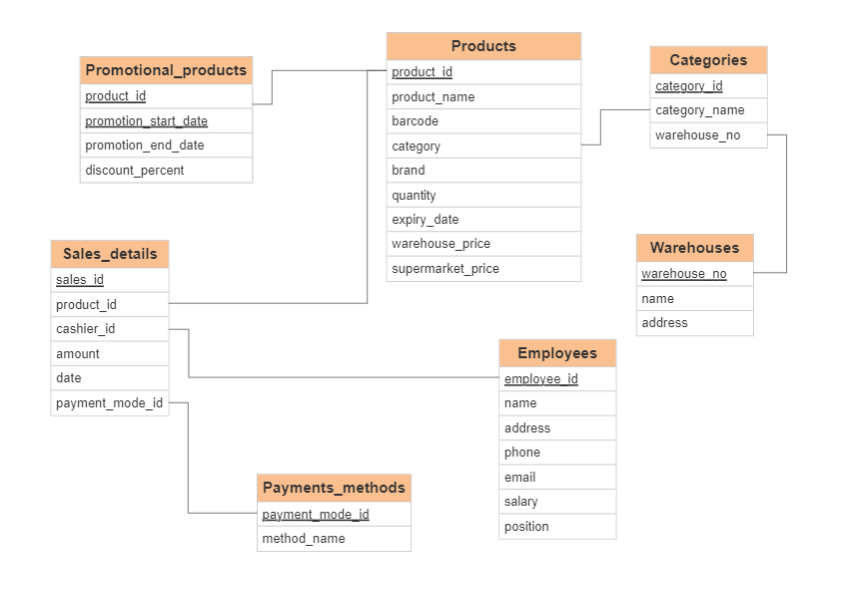 Promotional_products
product_id
promotion_start_date
promotion_end_date
discount_percent
Products
product_id
product_name
barcode
category
brand
quantity
expiry_date
warehouse_price
supermarket_price
Categories
category_id
category_name
warehouse_no
Sales_details
sales_id
product_id
cashier_id
amount
date
payment_mode_id
Warehouses
warehouse_no
name
address
Employees
employee_id
name
address
phone
email
salary
position
Payments_methods
payment_mode_id
method_name